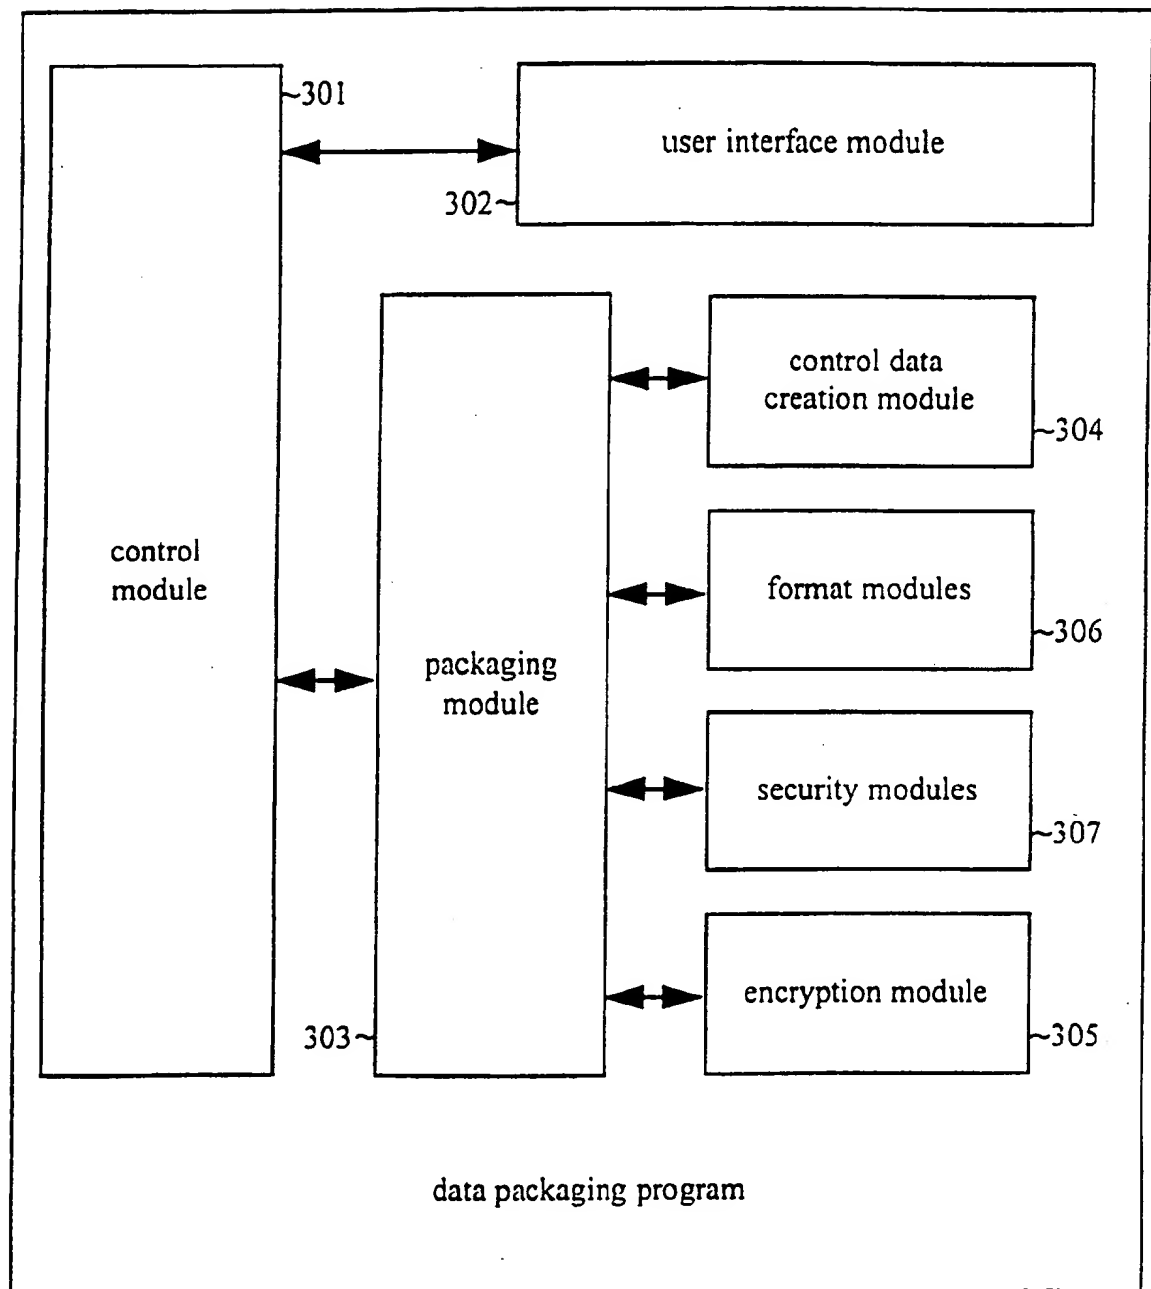 301
user interface module
302
control data
creation module
304
control
module
format modules
306
packaging
module
security modules
307
encryption module
303
305
data packaging program